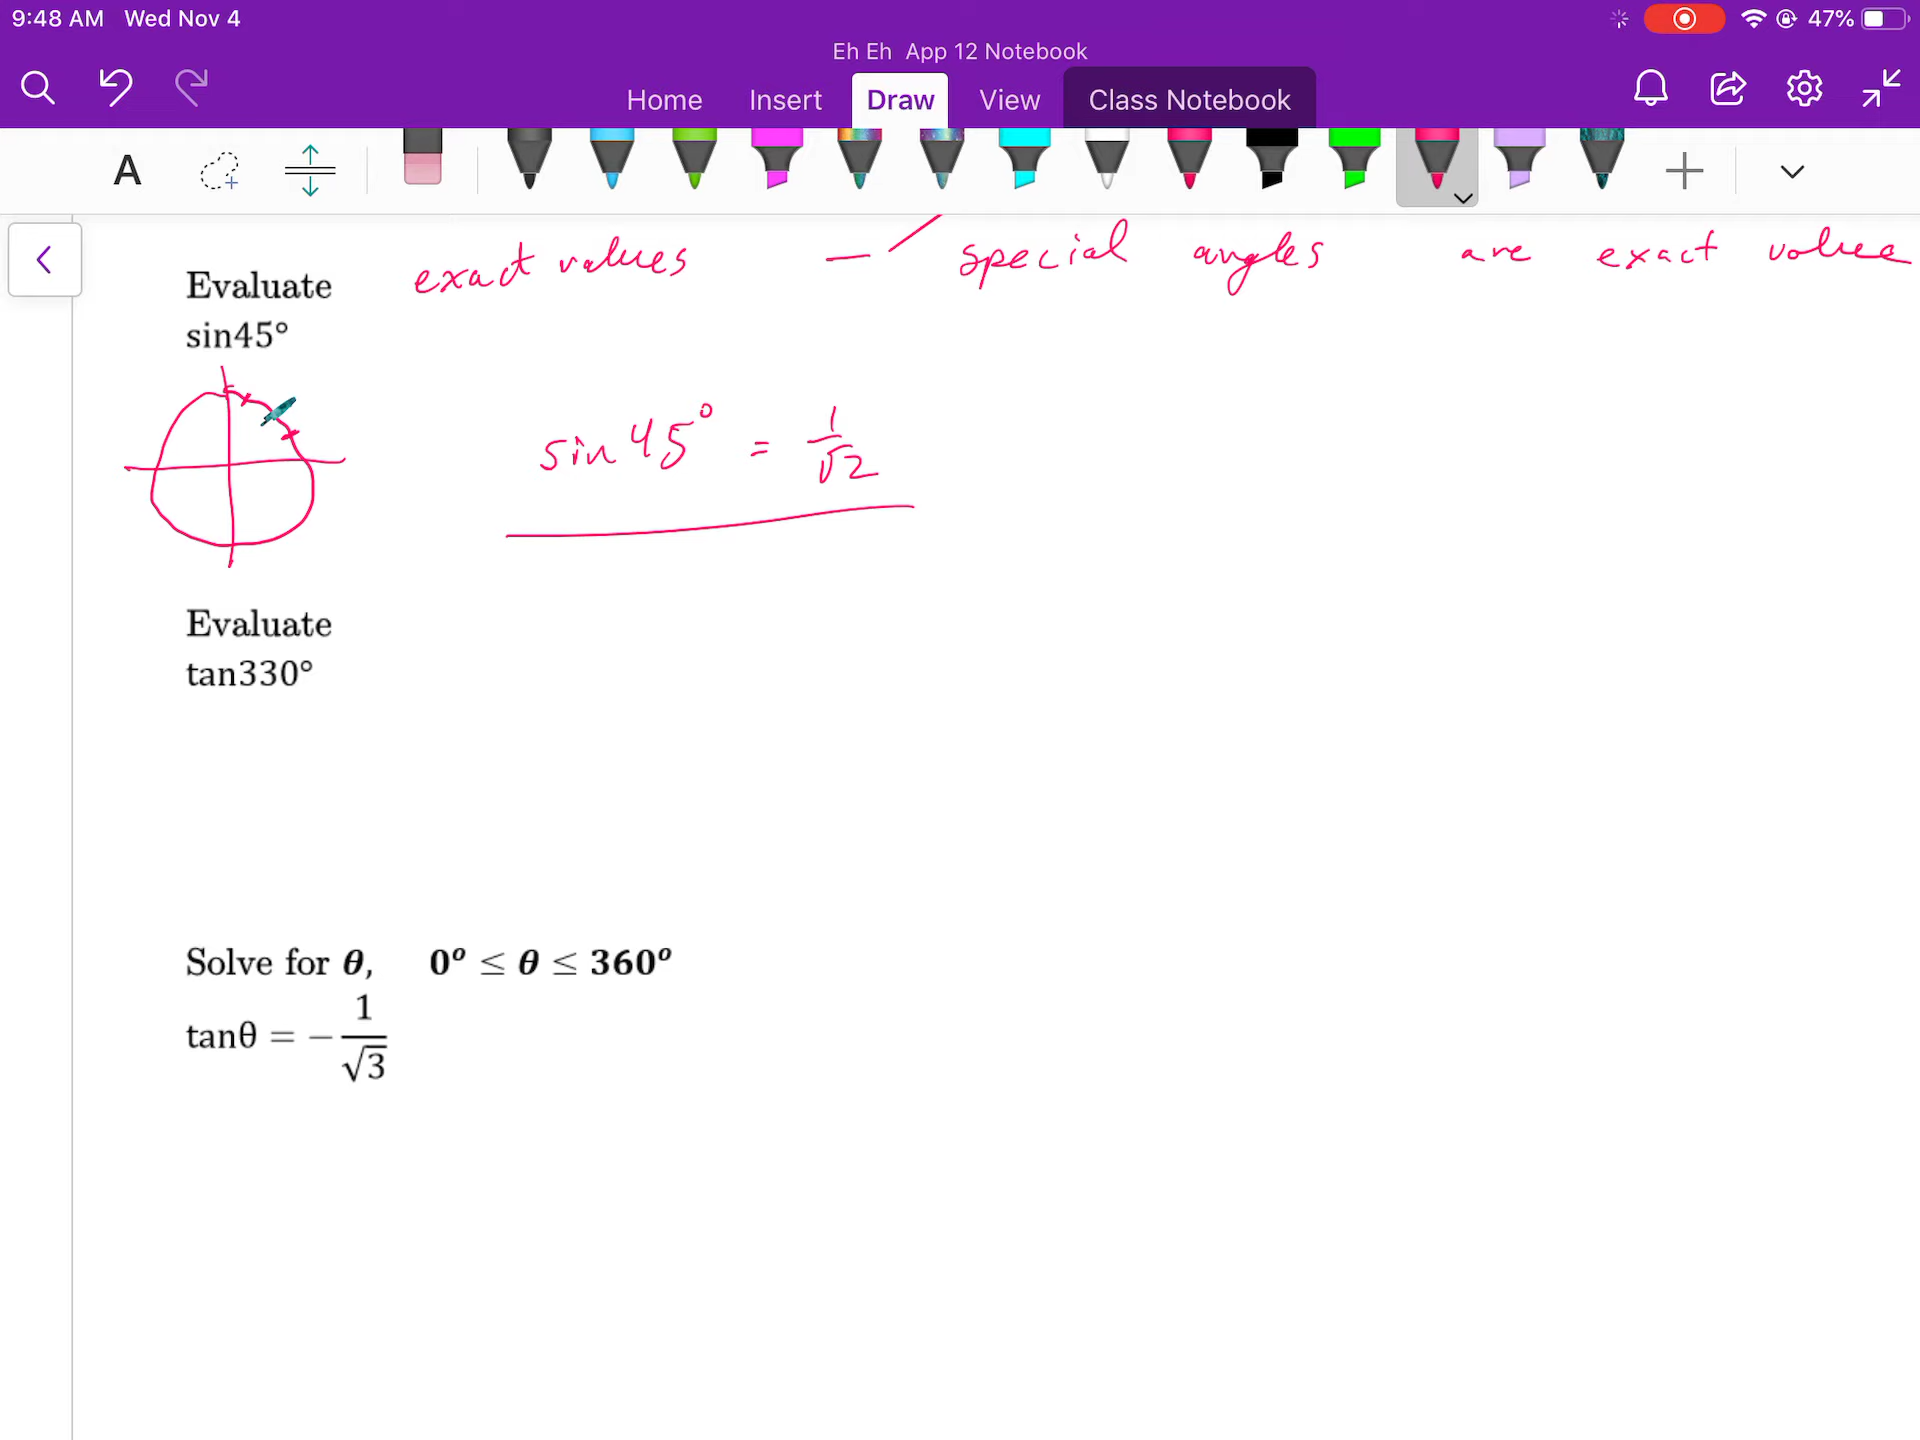 9:48 AM Wed Nov 4
47%
Eh Eh App 12 Notebook
Home Insert Draw View Class Notebook
A
exact values — special angles are exact value
Evaluate
sin45°
sin 45° = 1/√2
Evaluate
tan330°
Solve for θ, 0° ≤ θ ≤ 360°
tanθ = - 1/√3